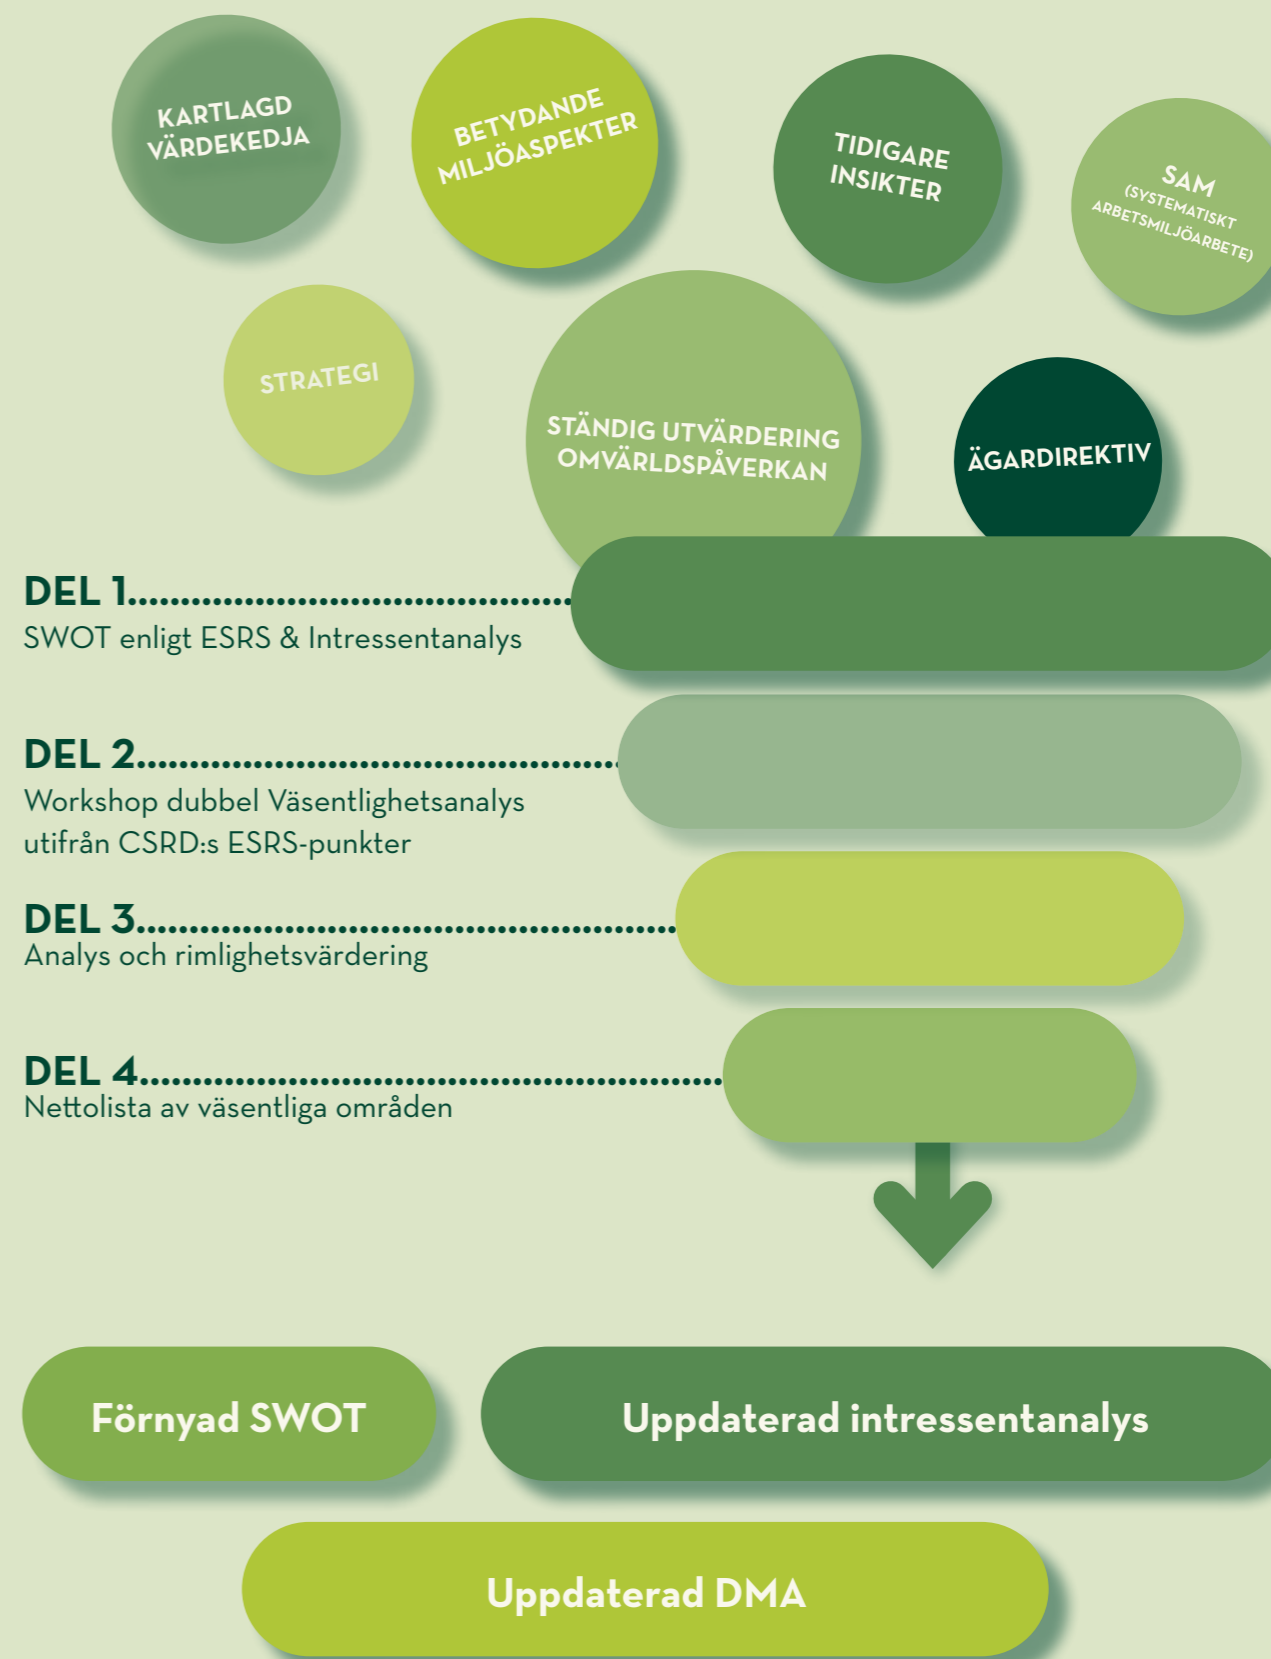 KARTLAGD
VÄRDEKEDJA
BETYDANDE
MILJÖASPEKTER
TIDIGARE
INSIKTER
SAM
(SYSTEMATISKT
ARBETSMILJÖARBETE)
STRATEGI
STÄNDIG UTVÄRDERING
OMVÄRLDSPÅVERKAN
ÄGARDIREKTIV
DEL 1
SWOT enligt ESRS & Intressentanalys
DEL 2
Workshop dubbel Väsentlighetsanalys
utifrån CSRD:s ESRS-punkter
DEL 3
Analys och rimlighetsvärdering
DEL 4
Nettolista av väsentliga områden
Förnyad SWOT
Uppdaterad intressentanalys
Uppdaterad DMA